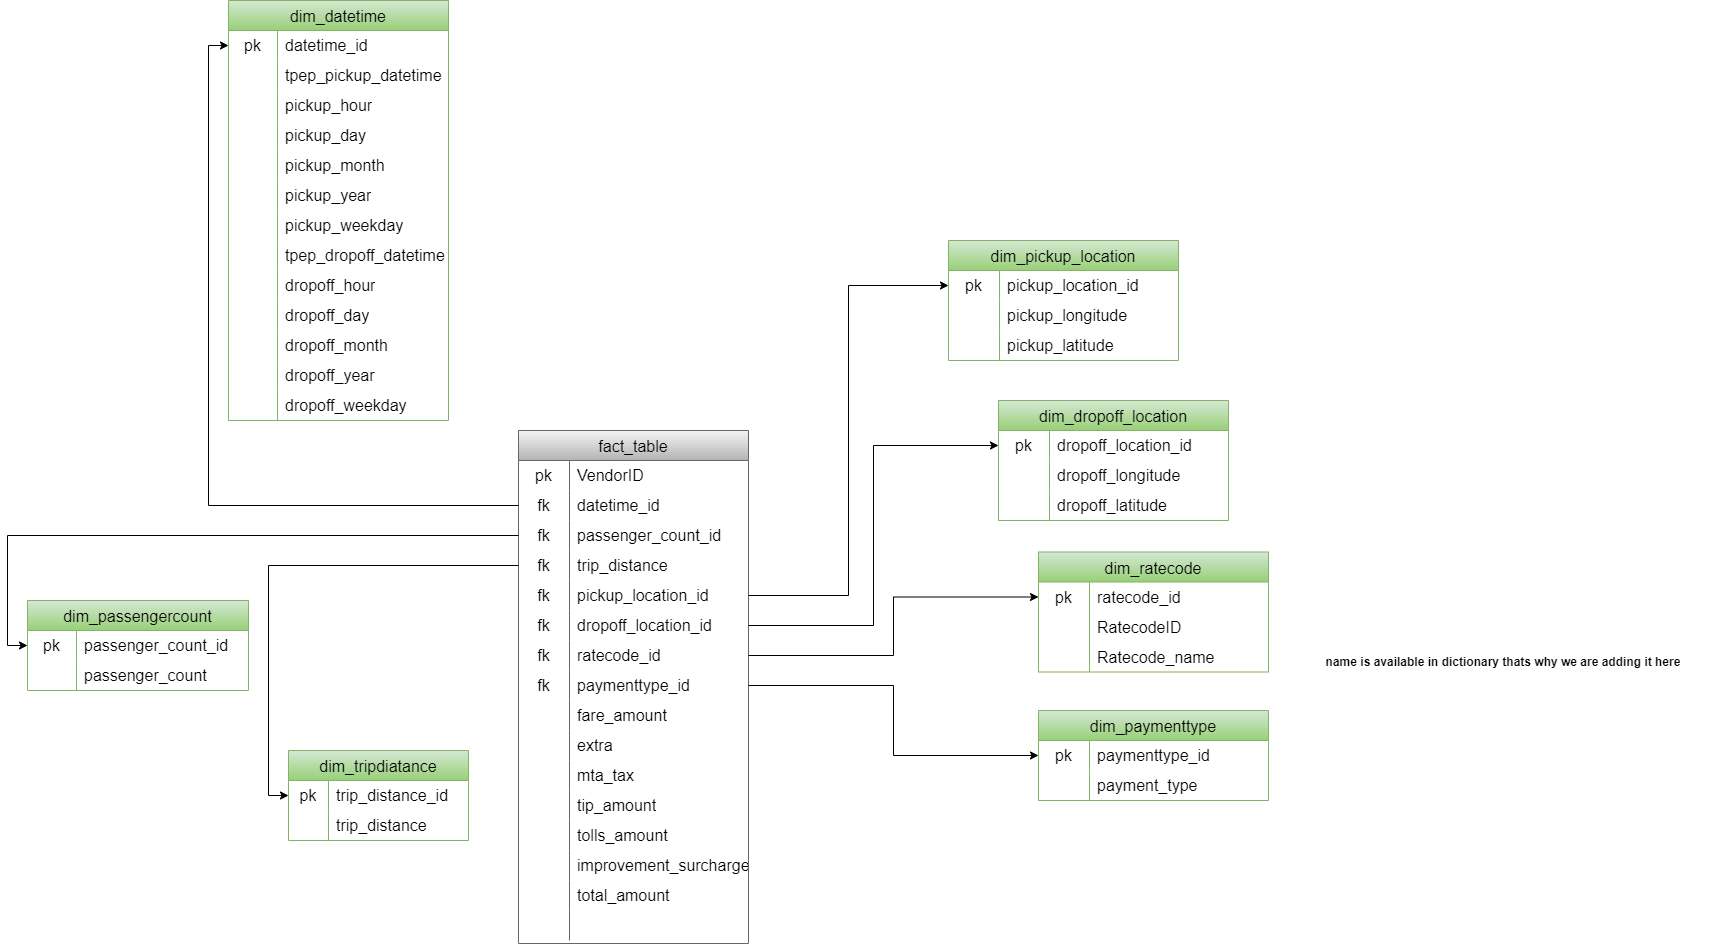 dim_datetime
pk datetime_id
tpep_pickup_datetime
pickup_hour
pickup_day
pickup_month
pickup_year
pickup_weekday
tpep_dropoff_datetime
dropoff_hour
dropoff_day
dropoff_month
dropoff_year
dropoff_weekday
dim_passengercount
pk passenger_count_id
passenger_count
dim_tripdiatance
pk trip_distance_id
trip_distance
fact_table
pk VendorID
fk datetime_id
fk passenger_count_id
fk trip_distance
fk pickup_location_id
fk dropoff_location_id
fk ratecode_id
fk paymenttype_id
fare_amount
extra
mta_tax
tip_amount
tolls_amount
improvement_surcharge
total_amount
dim_pickup_location
pk pickup_location_id
pickup_longitude
pickup_latitude
dim_dropoff_location
pk dropoff_location_id
dropoff_longitude
dropoff_latitude
dim_ratecode
pk ratecode_id
RatecodeID
Ratecode_name
name is available in dictionary thats why we are adding it here
dim_paymenttype
pk paymenttype_id
payment_type